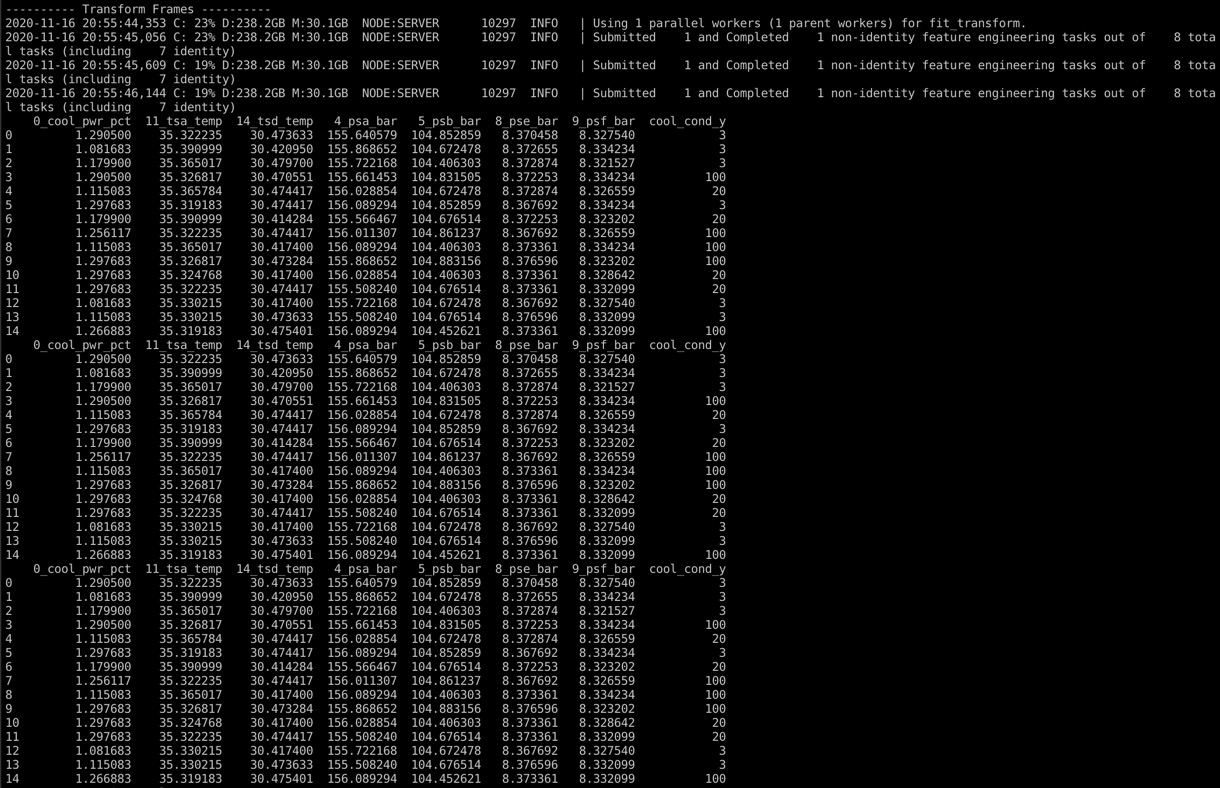 ---------- Transform Frames ----------
2020-11-16 20:55:44,353 C: 23% D:238.2GB M:30.1GB  NODE:SERVER      10297  INFO   | Using 1 parallel workers (1 parent workers) for fit_transform.
2020-11-16 20:55:45,056 C: 23% D:238.2GB M:30.1GB  NODE:SERVER      10297  INFO   | Submitted    1 and Completed    1 non-identity feature engineering tasks out of    8 tota
l tasks (including    7 identity)
2020-11-16 20:55:45,609 C: 19% D:238.2GB M:30.1GB  NODE:SERVER      10297  INFO   | Submitted    1 and Completed    1 non-identity feature engineering tasks out of    8 tota
l tasks (including    7 identity)
2020-11-16 20:55:46,144 C: 19% D:238.2GB M:30.1GB  NODE:SERVER      10297  INFO   | Submitted    1 and Completed    1 non-identity feature engineering tasks out of    8 tota
l tasks (including    7 identity)
    0_cool_pwr_pct  11_tsa_temp  14_tsd_temp  4_psa_bar  5_psb_bar  8_pse_bar  9_psf_bar  cool_cond_y
0         1.290500    35.322235    30.473633 155.640579 104.852859   8.370458   8.327540            3
1         1.081683    35.390999    30.420950 155.868652 104.672478   8.372655   8.334234            3
2         1.179900    35.365017    30.479700 155.722168 104.406303   8.372874   8.321527            3
3         1.290500    35.326817    30.470551 155.661453 104.831505   8.372253   8.334234          100
4         1.115083    35.365784    30.474417 156.028854 104.672478   8.372874   8.326559           20
5         1.297683    35.319183    30.474417 156.089294 104.852859   8.367692   8.334234            3
6         1.179900    35.390999    30.414284 155.566467 104.676514   8.372253   8.323202           20
7         1.256117    35.322235    30.474417 156.011307 104.861237   8.367692   8.326559          100
8         1.115083    35.365017    30.417400 156.089294 104.406303   8.373361   8.334234          100
9         1.297683    35.326817    30.473284 155.868652 104.883156   8.376596   8.323202          100
10        1.297683    35.324768    30.417400 156.028854 104.406303   8.373361   8.328642           20
11        1.297683    35.322235    30.474417 155.508240 104.676514   8.373361   8.332099           20
12        1.081683    35.330215    30.417400 155.722168 104.672478   8.367692   8.327540            3
13        1.115083    35.330215    30.473633 155.508240 104.676514   8.376596   8.332099            3
14        1.266883    35.319183    30.475401 156.089294 104.452621   8.373361   8.332099          100
    0_cool_pwr_pct  11_tsa_temp  14_tsd_temp  4_psa_bar  5_psb_bar  8_pse_bar  9_psf_bar  cool_cond_y
0         1.290500    35.322235    30.473633 155.640579 104.852859   8.370458   8.327540            3
1         1.081683    35.390999    30.420950 155.868652 104.672478   8.372655   8.334234            3
2         1.179900    35.365017    30.479700 155.722168 104.406303   8.372874   8.321527            3
3         1.290500    35.326817    30.470551 155.661453 104.831505   8.372253   8.334234          100
4         1.115083    35.365784    30.474417 156.028854 104.672478   8.372874   8.326559           20
5         1.297683    35.319183    30.474417 156.089294 104.852859   8.367692   8.334234            3
6         1.179900    35.390999    30.414284 155.566467 104.676514   8.372253   8.323202           20
7         1.256117    35.322235    30.474417 156.011307 104.861237   8.367692   8.326559          100
8         1.115083    35.365017    30.417400 156.089294 104.406303   8.373361   8.334234          100
9         1.297683    35.326817    30.473284 155.868652 104.883156   8.376596   8.323202          100
10        1.297683    35.324768    30.417400 156.028854 104.406303   8.373361   8.328642           20
11        1.297683    35.322235    30.474417 155.508240 104.676514   8.373361   8.332099           20
12        1.081683    35.330215    30.417400 155.722168 104.672478   8.367692   8.327540            3
13        1.115083    35.330215    30.473633 155.508240 104.676514   8.376596   8.332099            3
14        1.266883    35.319183    30.475401 156.089294 104.452621   8.373361   8.332099          100
    0_cool_pwr_pct  11_tsa_temp  14_tsd_temp  4_psa_bar  5_psb_bar  8_pse_bar  9_psf_bar  cool_cond_y
0         1.290500    35.322235    30.473633 155.640579 104.852859   8.370458   8.327540            3
1         1.081683    35.390999    30.420950 155.868652 104.672478   8.372655   8.334234            3
2         1.179900    35.365017    30.479700 155.722168 104.406303   8.372874   8.321527            3
3         1.290500    35.326817    30.470551 155.661453 104.831505   8.372253   8.334234          100
4         1.115083    35.365784    30.474417 156.028854 104.672478   8.372874   8.326559           20
5         1.297683    35.319183    30.474417 156.089294 104.852859   8.367692   8.334234            3
6         1.179900    35.390999    30.414284 155.566467 104.676514   8.372253   8.323202           20
7         1.256117    35.322235    30.474417 156.011307 104.861237   8.367692   8.326559          100
8         1.115083    35.365017    30.417400 156.089294 104.406303   8.373361   8.334234          100
9         1.297683    35.326817    30.473284 155.868652 104.883156   8.376596   8.323202          100
10        1.297683    35.324768    30.417400 156.028854 104.406303   8.373361   8.328642           20
11        1.297683    35.322235    30.474417 155.508240 104.676514   8.373361   8.332099           20
12        1.081683    35.330215    30.417400 155.722168 104.672478   8.367692   8.327540            3
13        1.115083    35.330215    30.473633 155.508240 104.676514   8.376596   8.332099            3
14        1.266883    35.319183    30.475401 156.089294 104.452621   8.373361   8.332099          100